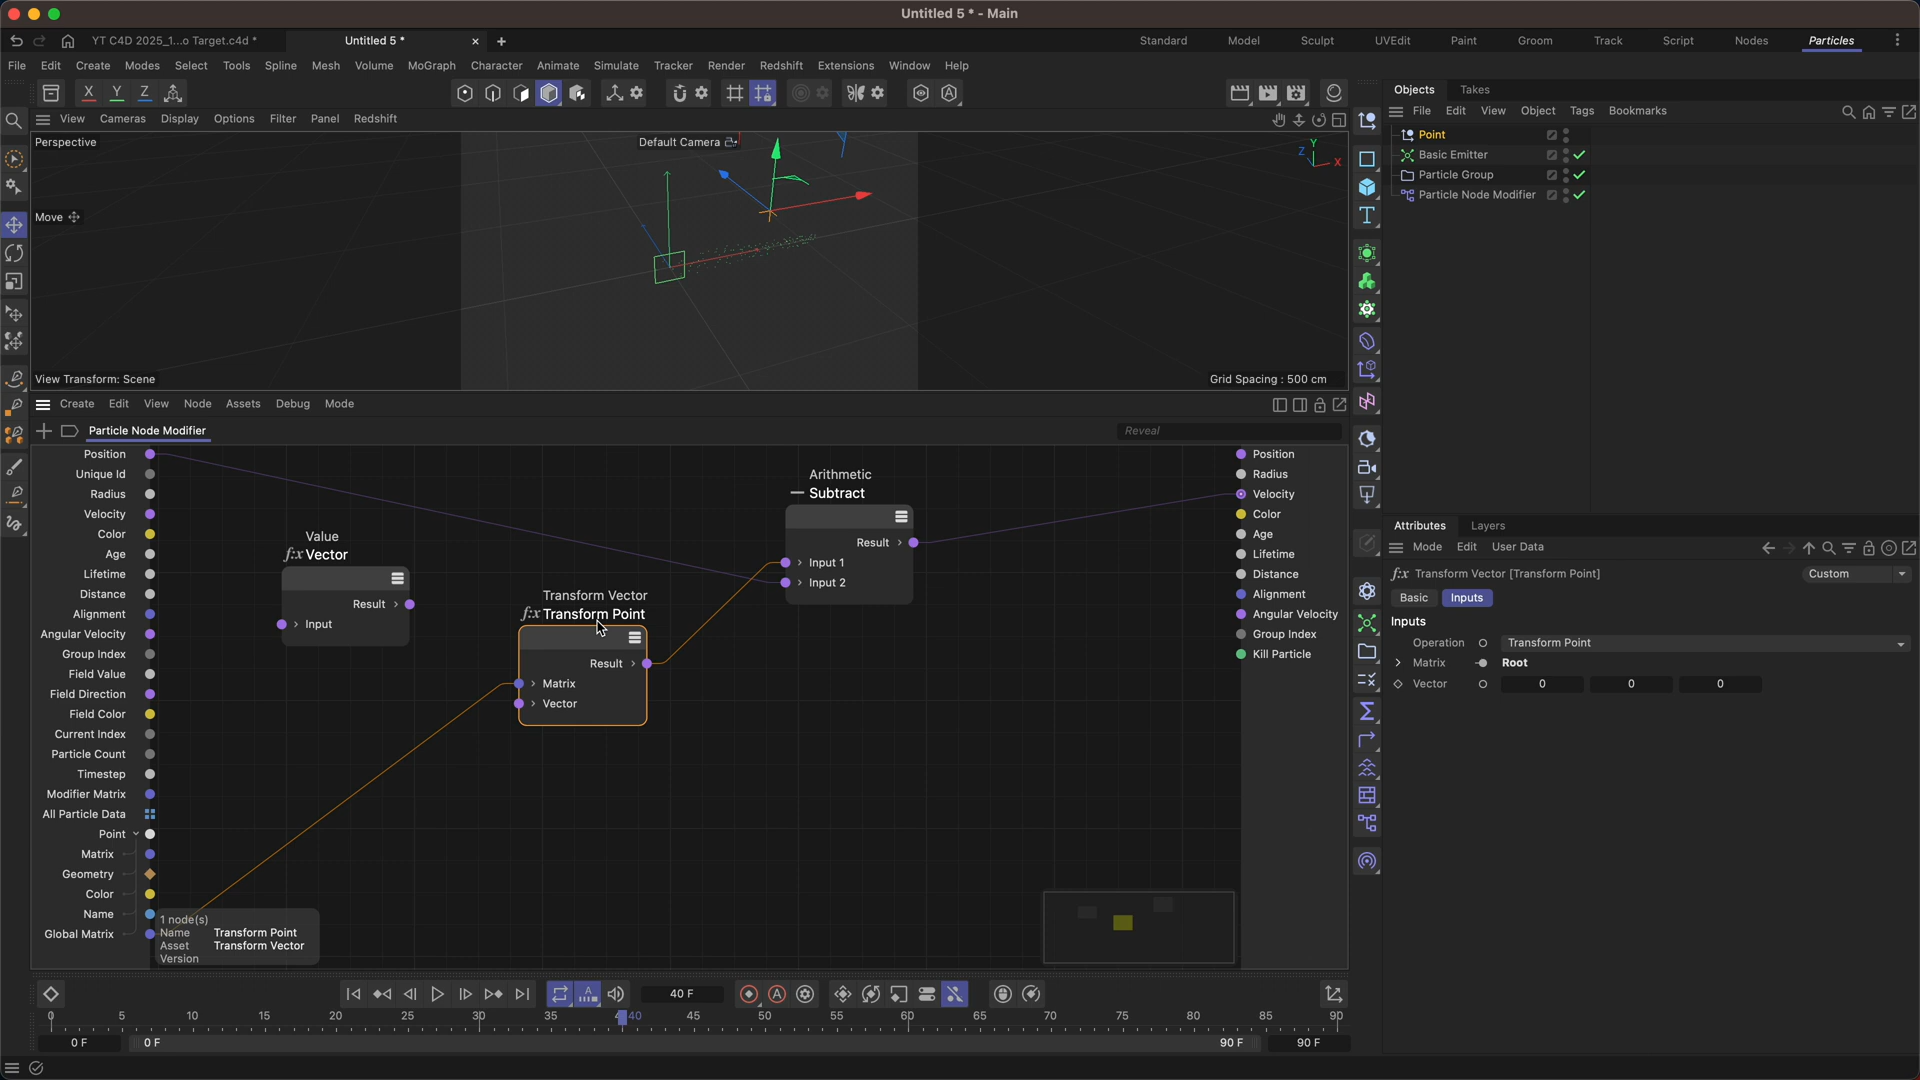 Untitled 5 * - Main
YT C4D 2025_1...o Target.c4d *
Untitled 5 *
Standard
Model
Sculpt
UVEdit
Paint
Groom
Track
Script
Nodes
Particles
File Edit Create Modes Select Tools Spline Mesh Volume MoGraph Character Animate Simulate Tracker Render Redshift Extensions Window Help
X Y Z
View Cameras Display Options Filter Panel Redshift
Perspective
Default Camera
Y
Z
X
Move
View Transform: Scene
Grid Spacing : 500 cm
Create Edit View Node Assets Debug Mode
Particle Node Modifier
Reveal
Position
Unique Id
Radius
Velocity
Color
Age
Lifetime
Distance
Alignment
Angular Velocity
Group Index
Field Value
Field Direction
Field Color
Current Index
Particle Count
Timestep
Modifier Matrix
All Particle Data
Point
Matrix
Geometry
Color
Name
Global Matrix
Value
f:x Vector
Result
Input
Transform Vector
f:x Transform Point
Result
Matrix
Vector
Arithmetic
Subtract
Result
Input 1
Input 2
Position
Radius
Velocity
Color
Age
Lifetime
Distance
Alignment
Angular Velocity
Group Index
Kill Particle
1 node(s)
Name Transform Point
Asset Transform Vector
Version
40 F
0 5 10 15 20 25 30 35 40 45 50 55 60 65 70 75 80 85 90
0 F
0 F
90 F
90 F
Objects Takes
File Edit View Object Tags Bookmarks
Point
Basic Emitter
Particle Group
Particle Node Modifier
Attributes Layers
Mode Edit User Data
f:x Transform Vector [Transform Point]
Custom
Basic Inputs
Inputs
Operation Transform Point
Matrix Root
Vector 0 0 0